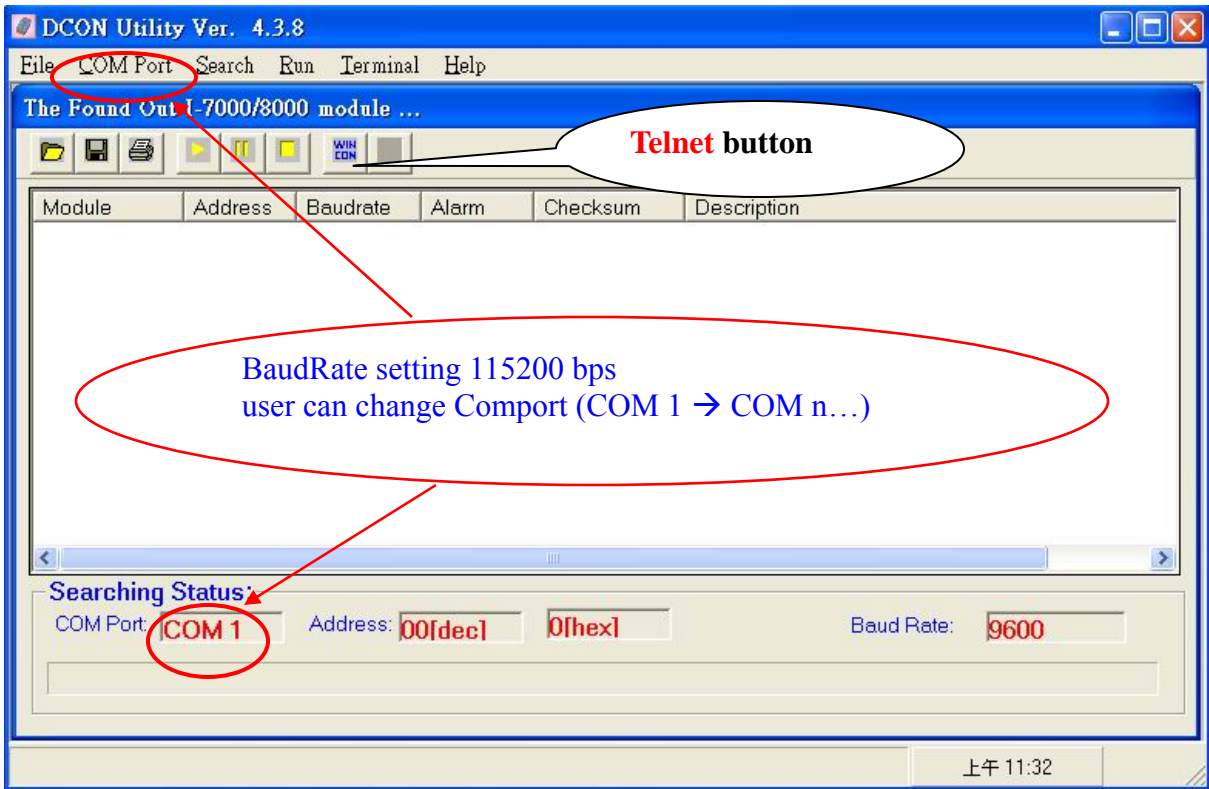 DCON Utility Ver. 4.3.8
File COM Port Search Run Terminal Help
The Found Out I-7000/8000 module ...
WIN CON
Telnet button
Module Address Baudrate Alarm Checksum Description
BaudRate setting 115200 bps
user can change Comport (COM 1 → COM n…)
Searching Status:
COM Port: COM 1 Address: 00[dec] 0[hex] Baud Rate: 9600
上午 11:32